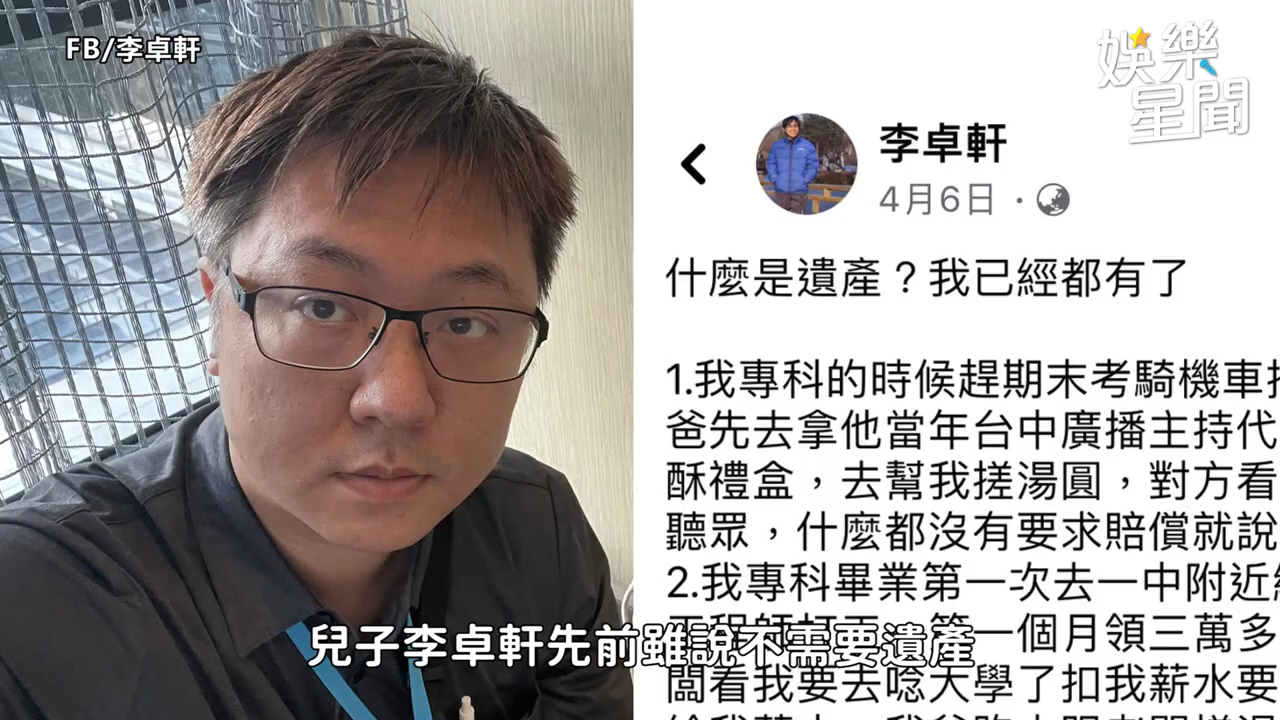 FB/李卓軒
娛樂
星聞
李卓軒
4月6日
什麼是遺產？我已經都有了
1.我專科的時候趕期末考騎機車
爸先去拿他當年台中廣播主持代
酥禮盒，去幫我搓湯圓，對方看
聽眾，什麼都沒有要求賠償就說
2.我專科畢業第一次去一中附近
第一個月領三萬多
兒子李卓軒先前雖說不需要遺產
闆看我要去唸大學了扣我薪水要